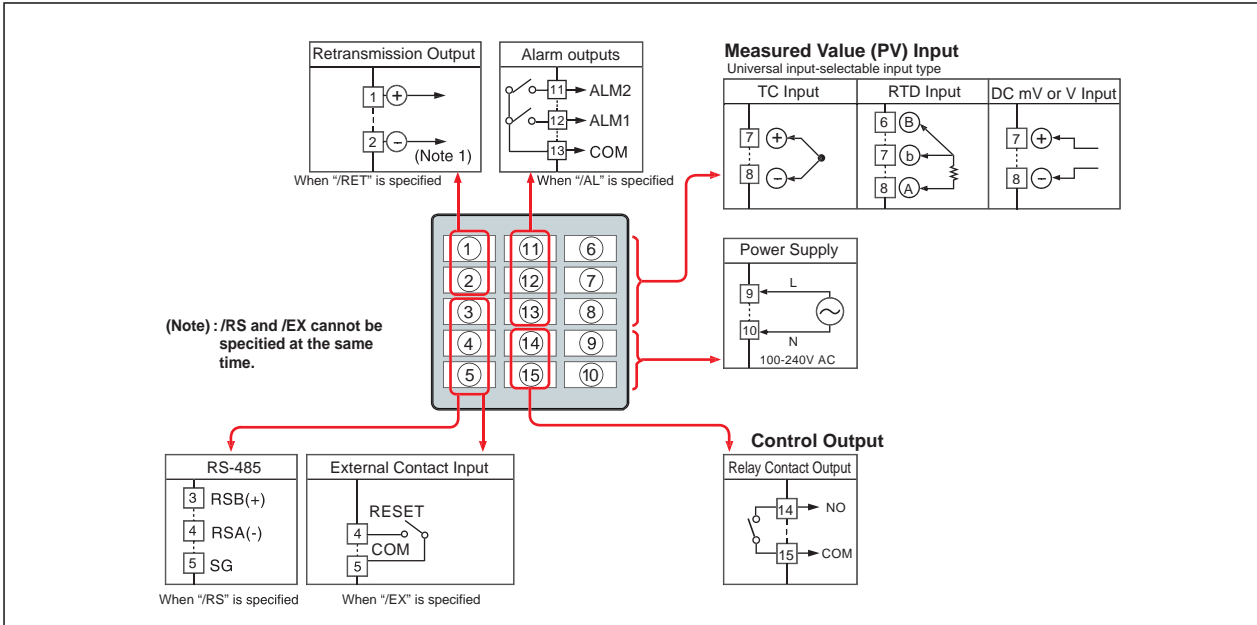 Retransmission Output
1 +
2 −
(Note 1)
When "/RET" is specified
Alarm outputs
11 ALM2
12 ALM1
13 COM
When "/AL" is specified
Measured Value (PV) Input
Universal input-selectable input type
TC Input
7 +
8 −
RTD Input
6 B
7 b
8 A
DC mV or V Input
7 +
8 −
1 11 6
2 12 7
3 13 8
4 14 9
5 15 10
Power Supply
9 L
10 N
100-240V AC
(Note) : /RS and /EX cannot be
specitied at the same
time.
RS-485
3 RSB(+)
4 RSA(-)
5 SG
When "/RS" is specified
External Contact Input
RESET
4
COM
5
When "/EX" is specified
Control Output
Relay Contact Output
14 NO
15 COM